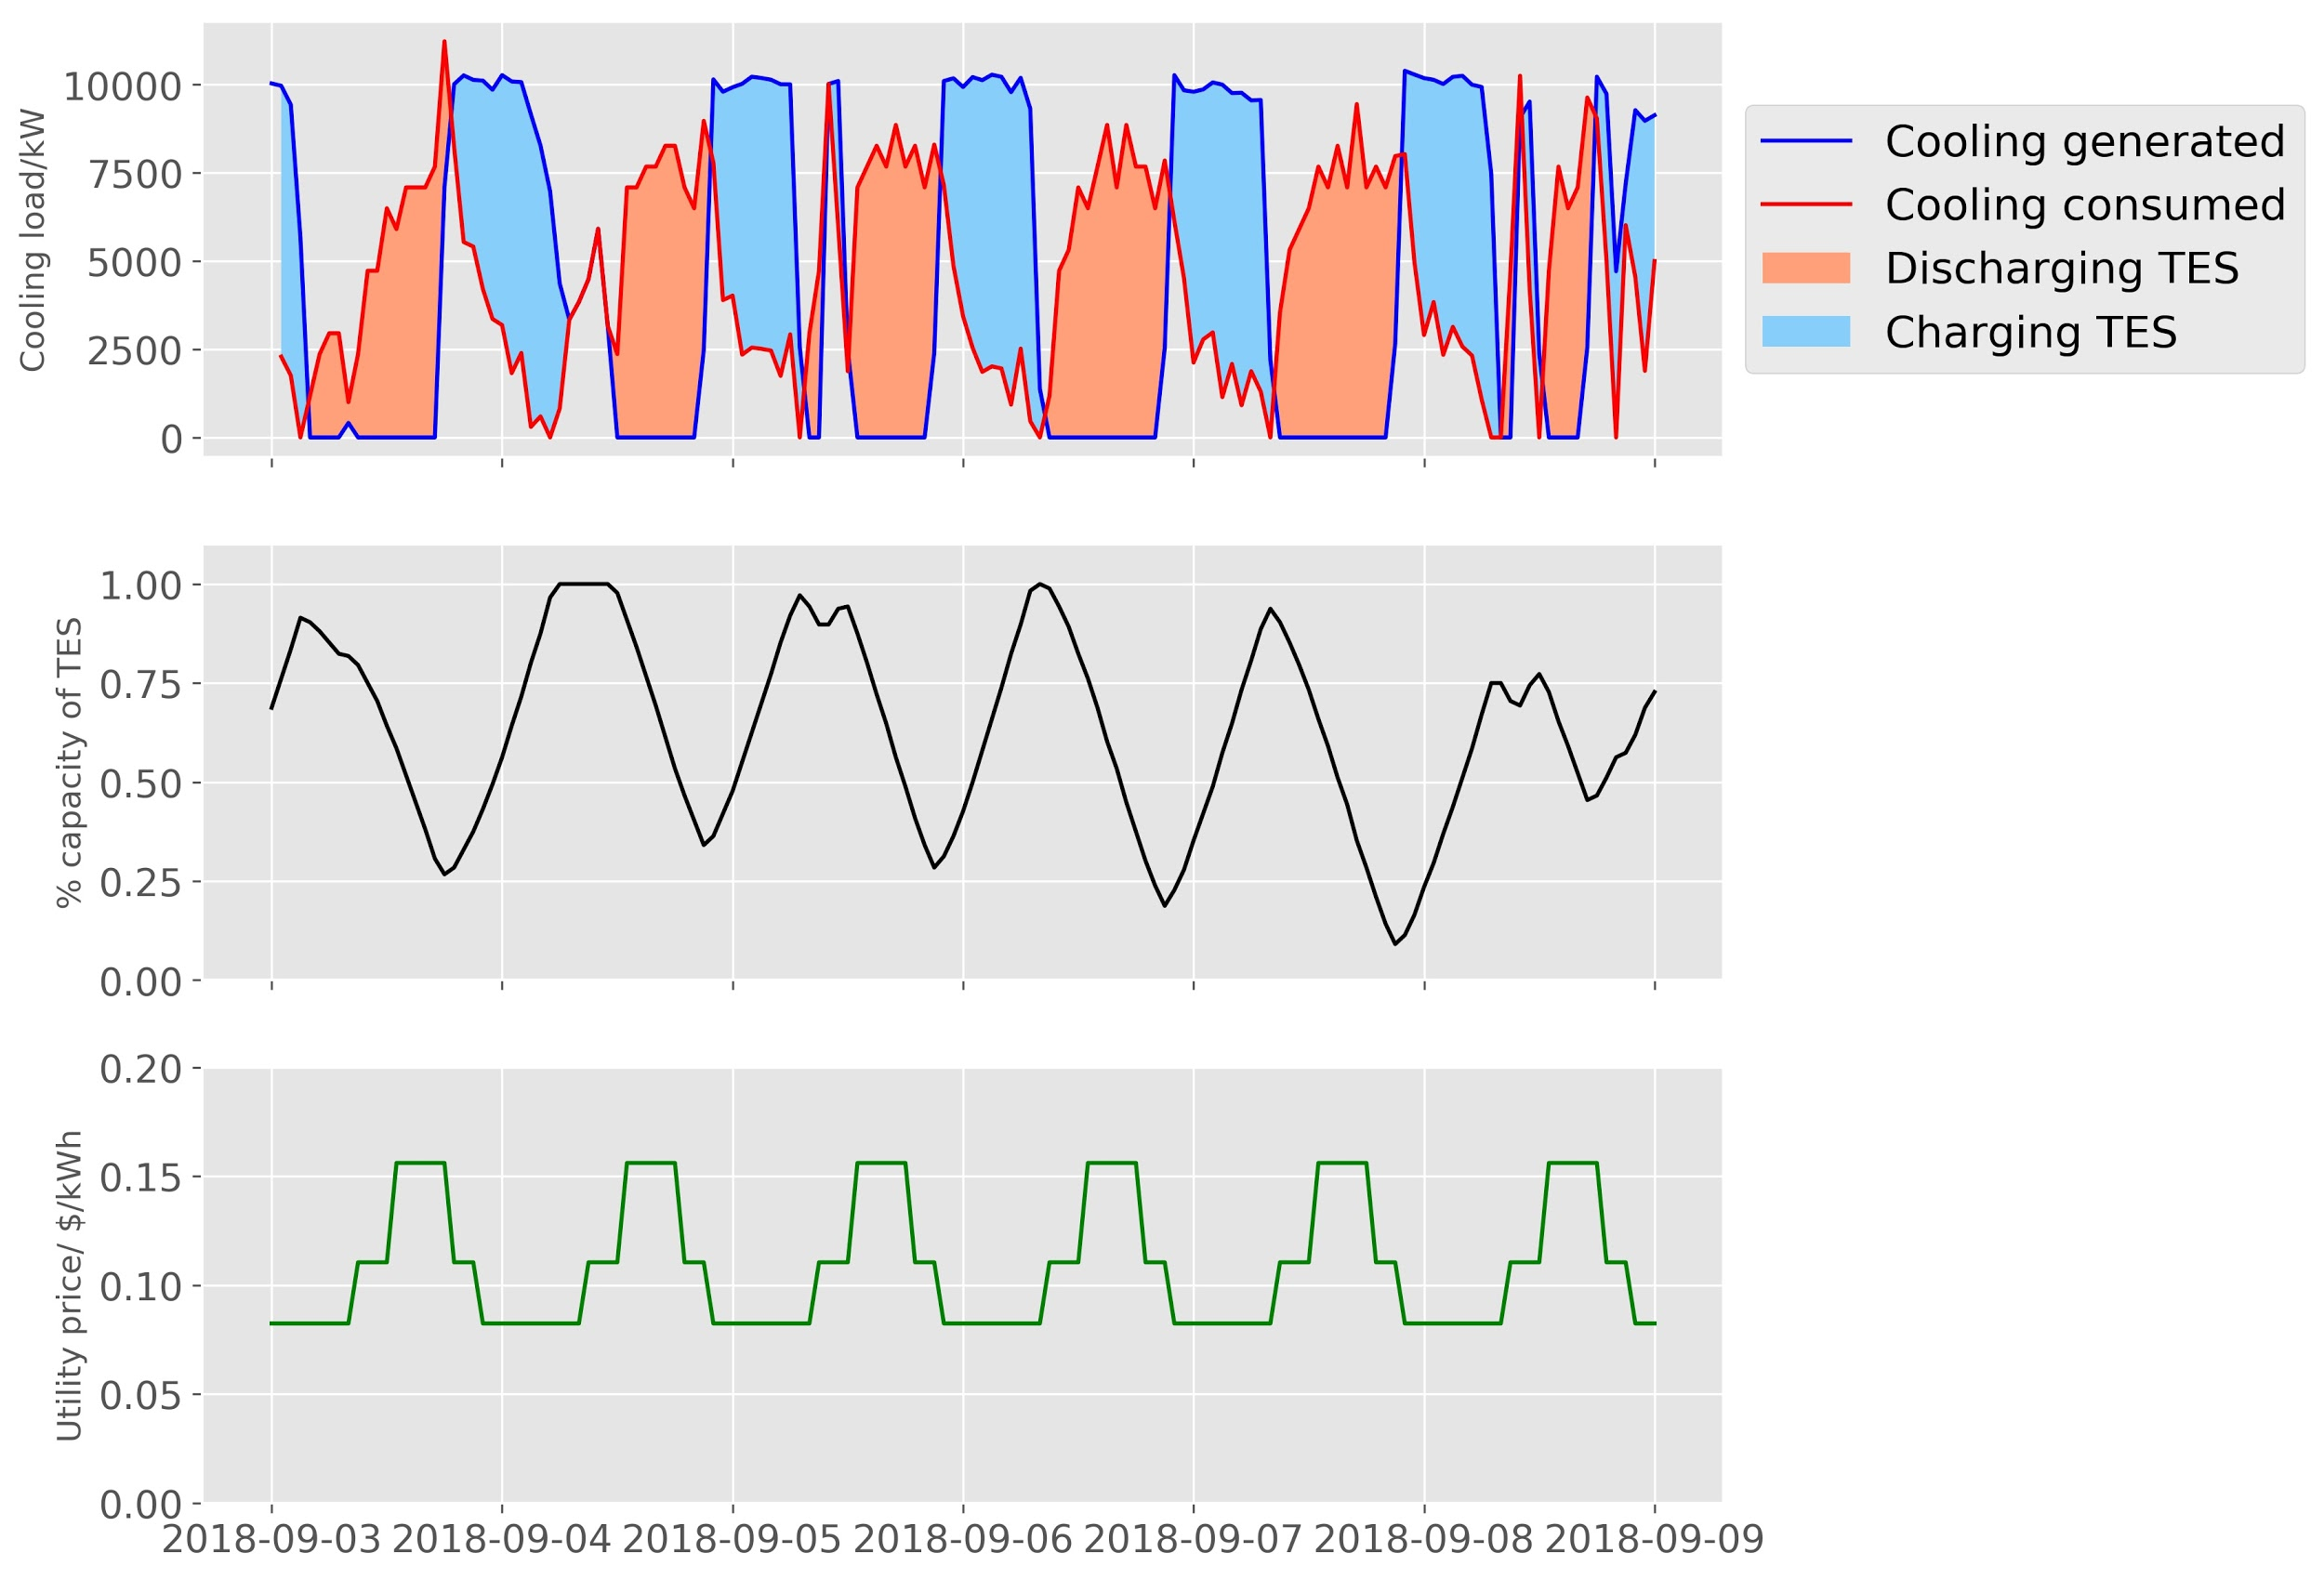 Cooling load/kW
10000
7500
5000
2500
0
Cooling generated
Cooling consumed
Discharging TES
Charging TES
% capacity of TES
1.00
0.75
0.50
0.25
0.00
Utility price/ $/kWh
0.20
0.15
0.10
0.05
0.00
2018-09-03 2018-09-04 2018-09-05 2018-09-06 2018-09-07 2018-09-08 2018-09-09